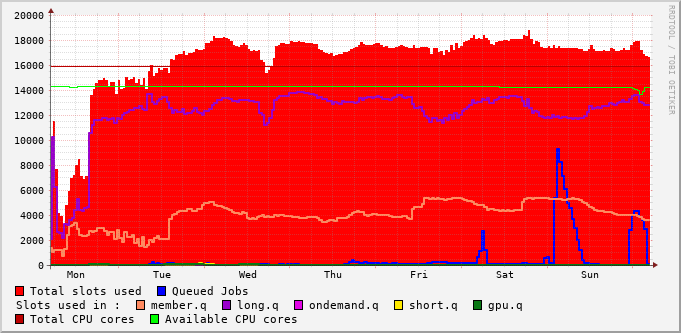 20000
18000
16000
14000
12000
10000
8000
6000
4000
2000
0
Mon Tue Wed Thu Fri Sat Sun
RRDTOOL / TOBI OETIKER
Total slots used Queued Jobs
Slots used in : member.q long.q ondemand.q short.q gpu.q
Total CPU cores Available CPU cores